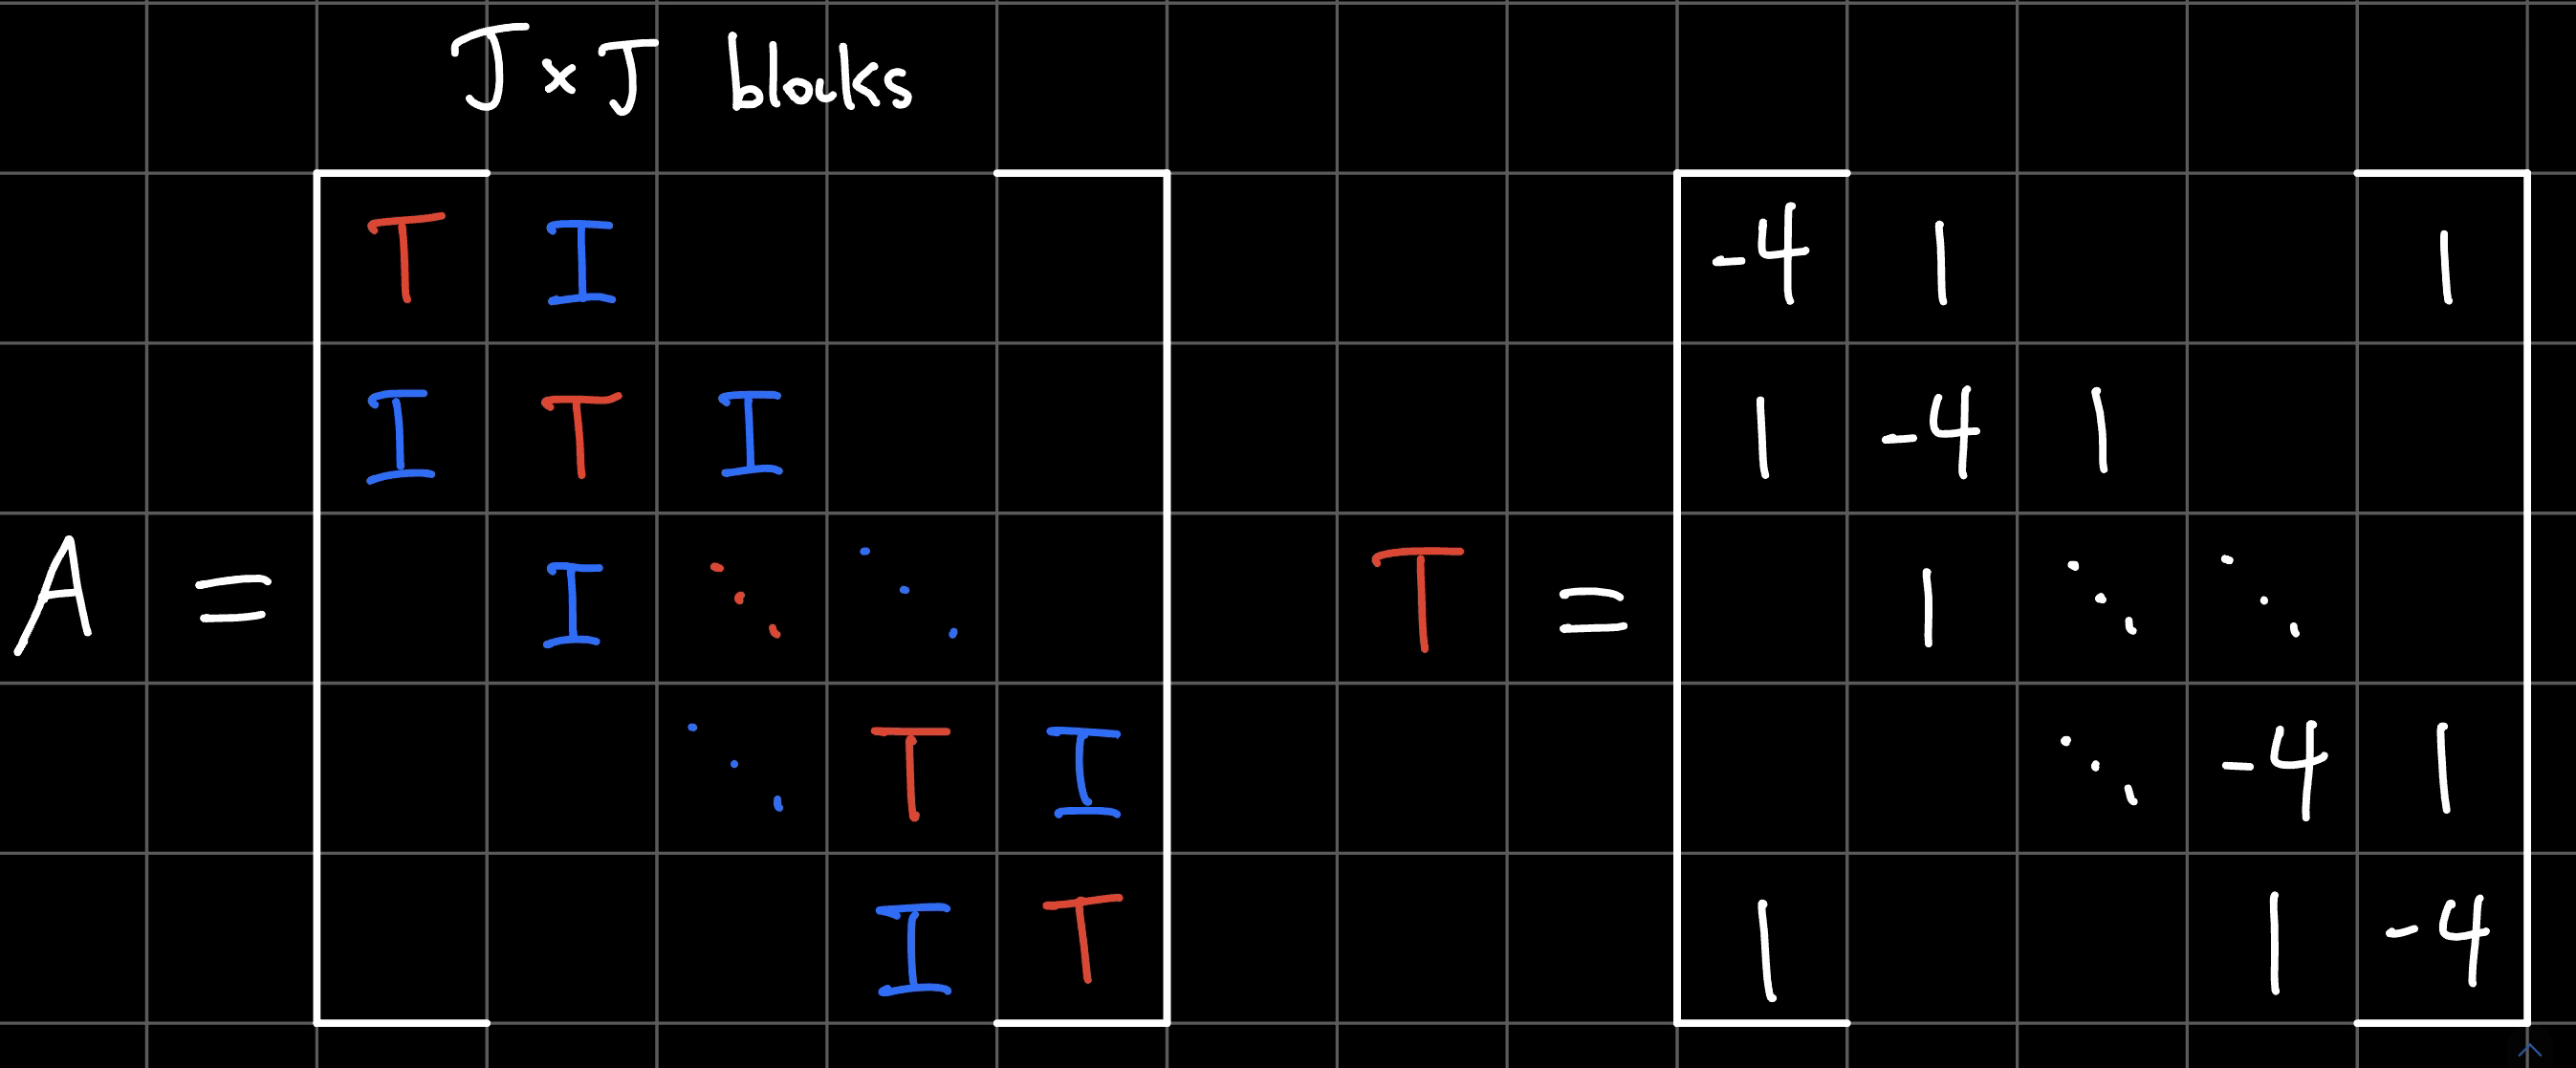 J×J blocks
T I -4 1 1
I T I 1 -4 1
A = I ⋱ ⋱ T = 1 ⋱ ⋱
⋱ T I ⋱ -4 1
I T 1 1 -4